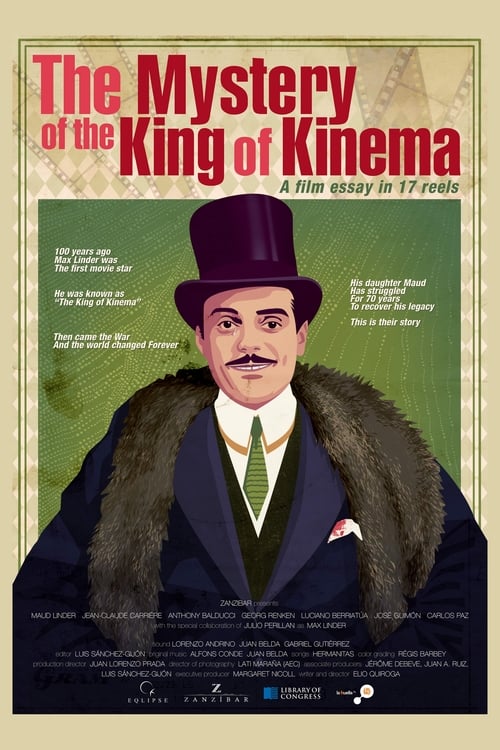 The Mystery
of the King of Kinema
A film essay in 17 reels
100 years ago
Max Linder was
The first movie star
He was known as
"The King of Kinema"
Then came the War
And the world changed Forever
His daughter Maud
Has struggled
For 70 years
To recover his legacy
This is their story
ZANZIBAR presents
MAUD LINDER JEAN-CLAUDE CARRIÈRE ANTHONY BALDUCCI GEORG RENKEN LUCIANO BERRIATÚA JOSÉ GUIMÓN CARLOS PAZ
with the special collaboration of JULIO PERILLAN as MAX LINDER
sound LORENZO ANDRINO JUAN BELDA GABRIEL GUTIÉRREZ
editor LUIS SÁNCHEZ-GIJÓN original music ALFONS CONDE JUAN BELDA songs HERMANITAS color grading RÉGIS BARBEY
production director JUAN LORENZO PRADA director of photography LATI MARAÑA (AEC) associate producers JÉRÔME DEBEVE, JUAN A. RUIZ,
LUIS SÁNCHEZ-GIJÓN executive producer MARGARET NICOLL writer and director ELIO QUIROGA
EQLIPSE
Z
ZANZÍBAR
LIBRARY OF
CONGRESS